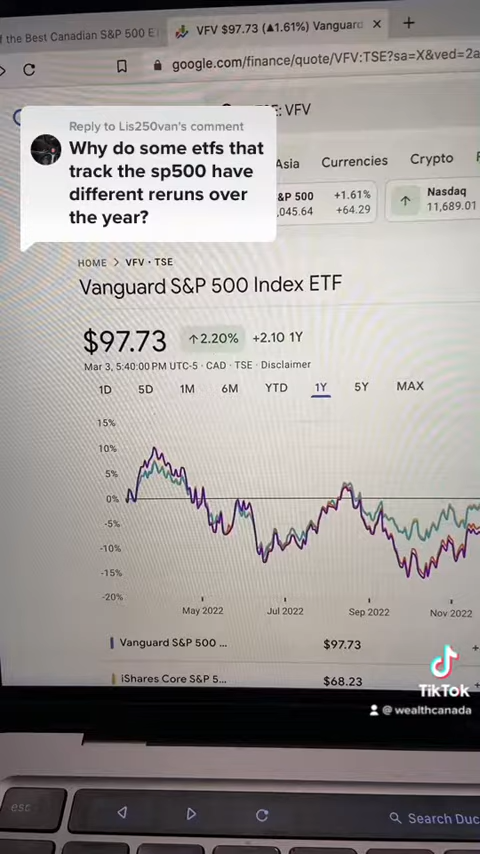 f the Best Canadian S&P 500 E
VFV $97.73 (▲1.61%) Vanguard × +
google.com/finance/quote/VFV:TSE?sa=X&ved=2a
: VFV
Reply to Lis250van's comment
Why do some etfs that
track the sp500 have
different reruns over
the year?
Asia Currencies Crypto
&P 500 +1.61% Nasdaq
,045.64 +64.29 11,689.01
HOME > VFV • TSE
Vanguard S&P 500 Index ETF
$97.73 ↑2.20% +2.10 1Y
Mar 3, 5:40:00 PM UTC-5 · CAD · TSE · Disclaimer
1D 5D 1M 6M YTD 1Y 5Y MAX
15%
10%
5%
0%
-5%
-10%
-15%
-20%
May 2022 Jul 2022 Sep 2022 Nov 2022
Vanguard S&P 500 ... $97.73 +
iShares Core S&P 5... $68.23 +
TikTok
@wealthcanada
esc Search Duc